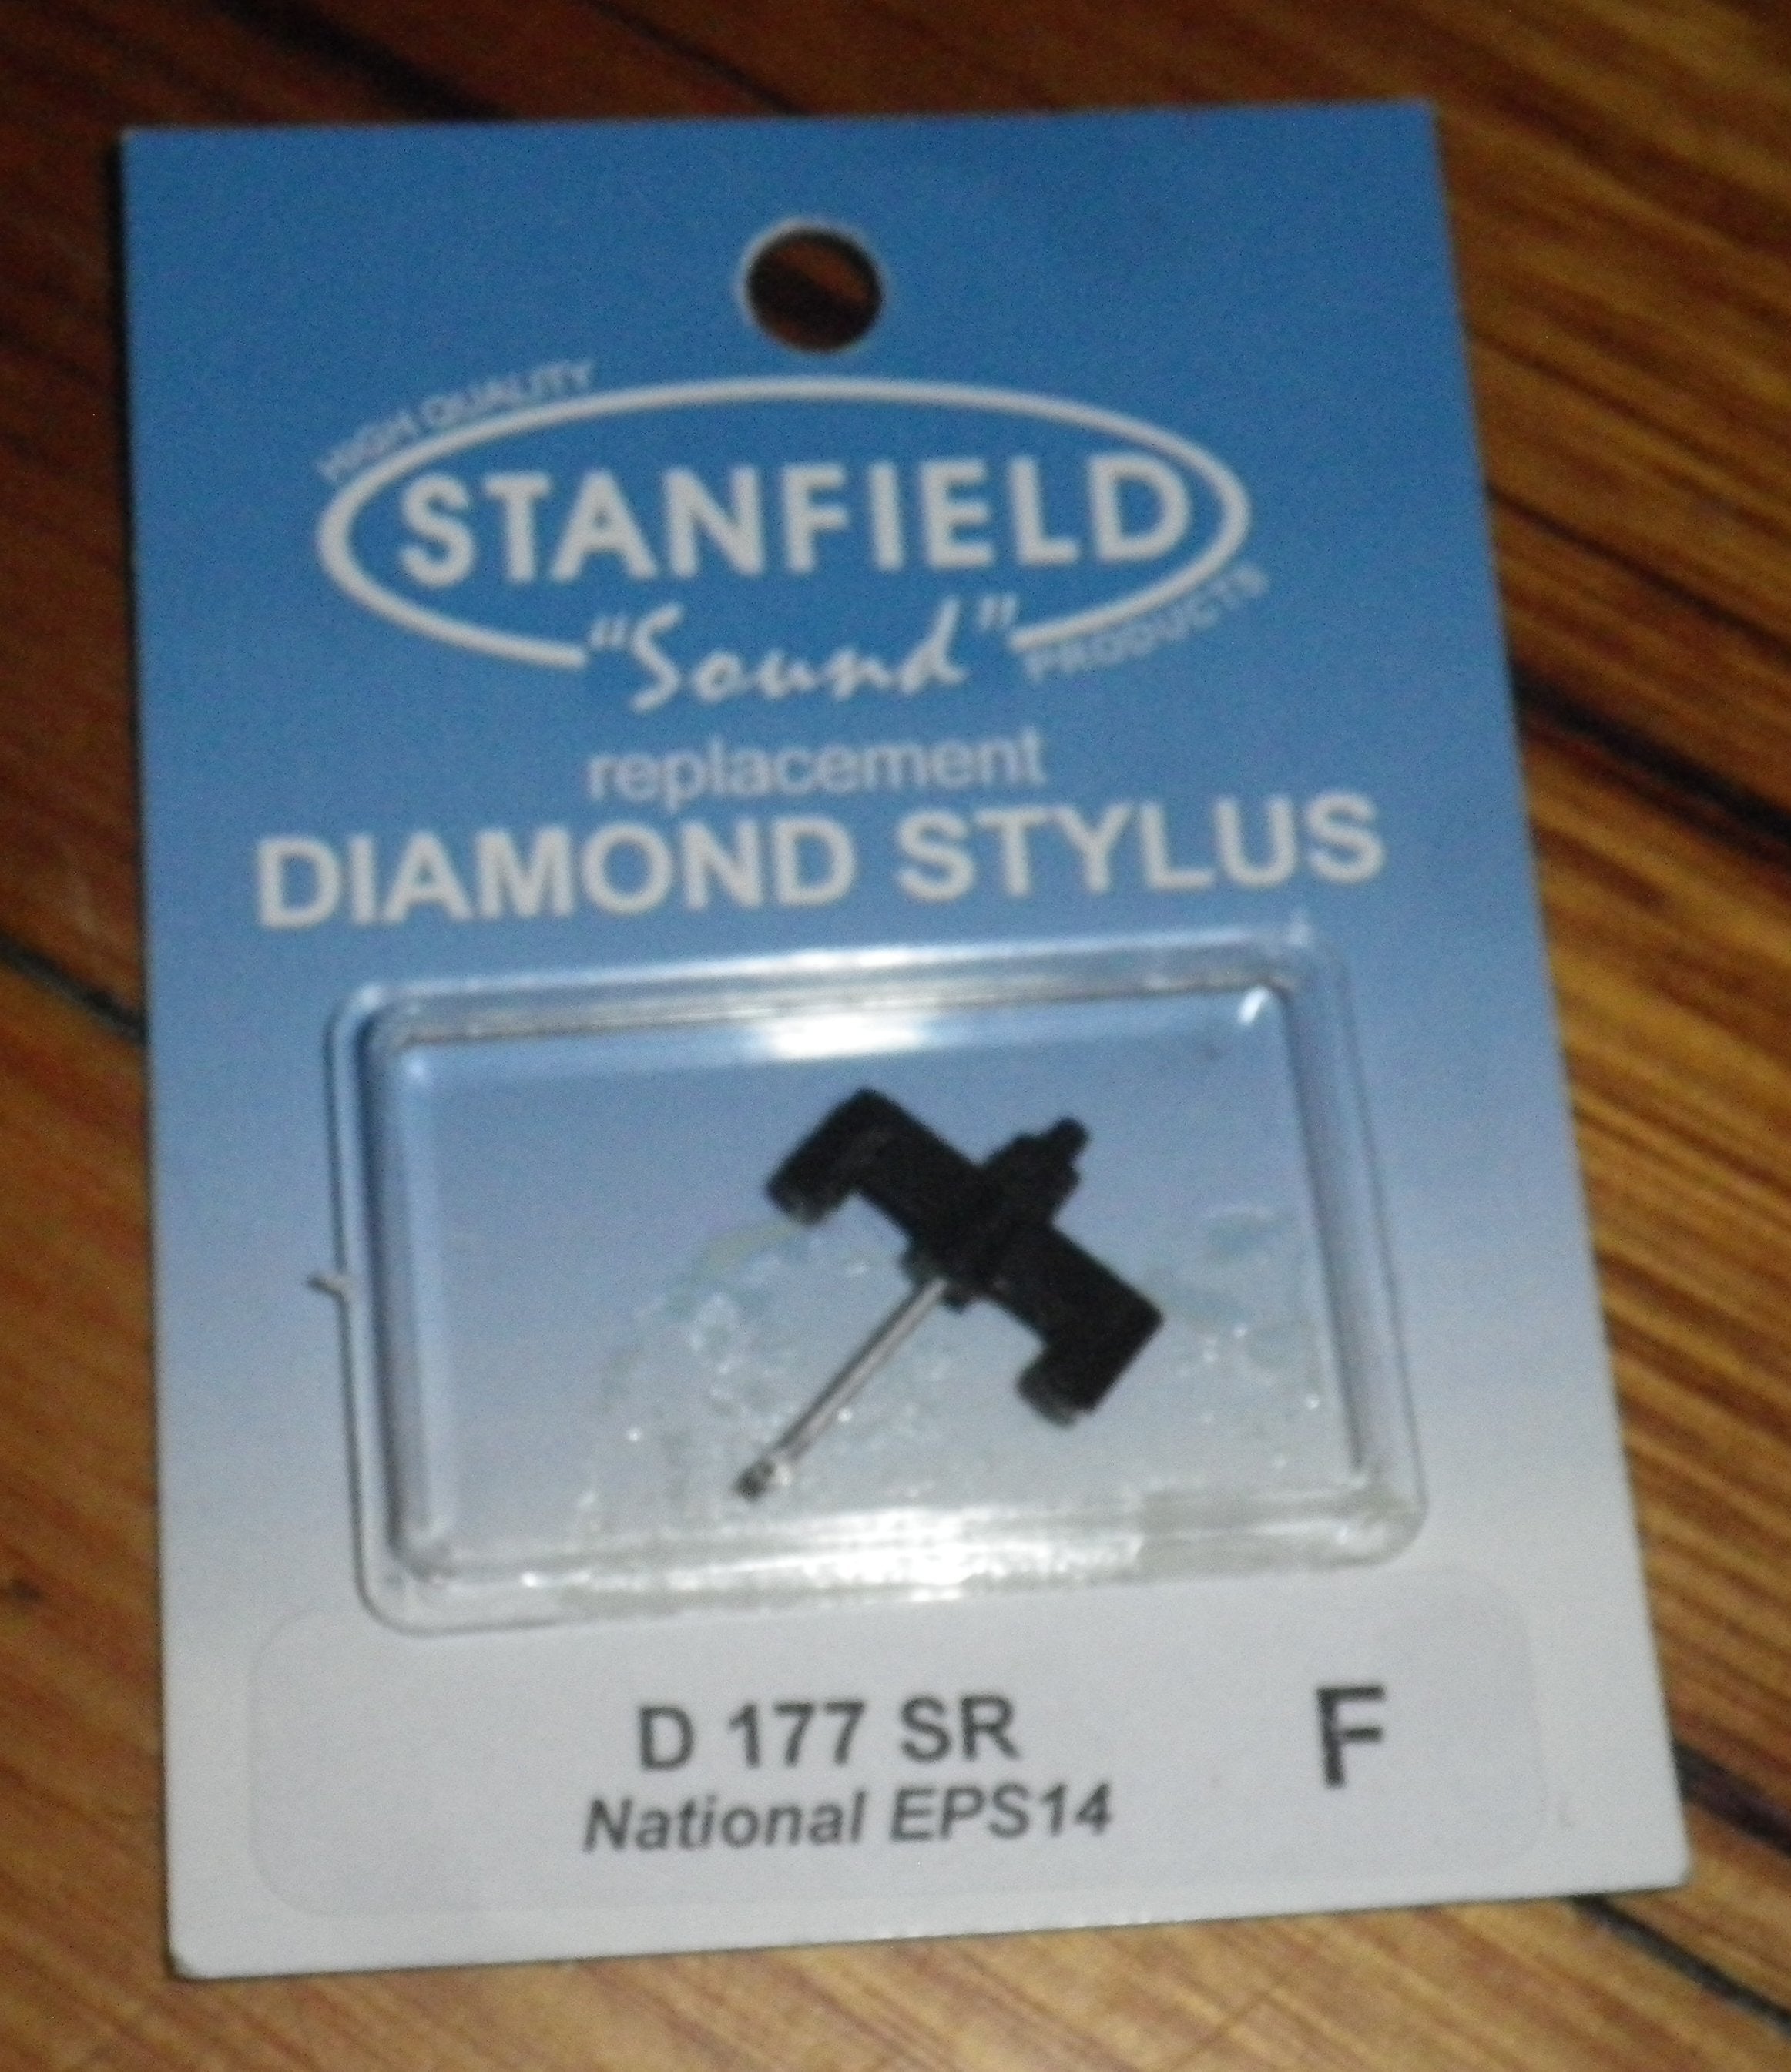 HIGH QUALITY
STANFIELD
"Sound"
PRODUCTS
replacement
DIAMOND STYLUS
D 177 SR
F
National EPS14